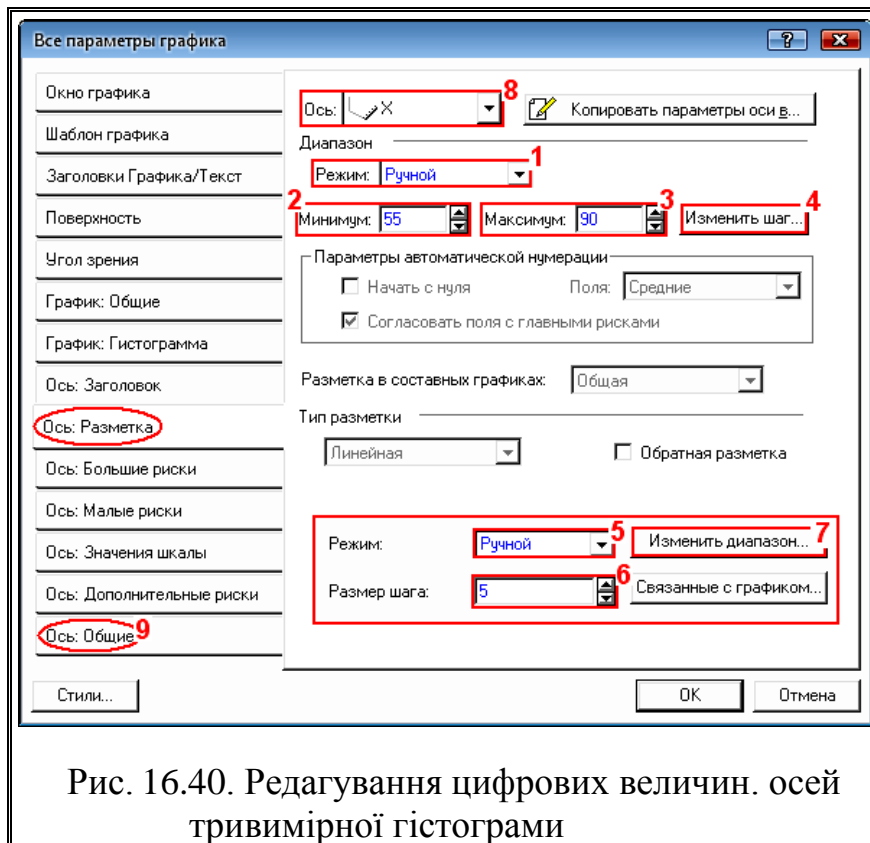 Все параметры графика
Окно графика
Шаблон графика
Заголовки Графика/Текст
Поверхность
Угол зрения
График: Общие
График: Гистограмма
Ось: Заголовок
Ось: Разметка
Ось: Большие риски
Ось: Малые риски
Ось: Значения шкалы
Ось: Дополнительные риски
Ось: Общие 9
Ось: X 8 Копировать параметры оси в...
Диапазон
Режим: Ручной 1
2 Минимум: 55 Максимум: 90 3 Изменить шаг... 4
Параметры автоматической нумерации
Начать с нуля Поля: Средние
Согласовать поля с главными рисками
Разметка в составных графиках: Общая
Тип разметки
Линейная Обратная разметка
Режим: Ручной 5 Изменить диапазон... 7
Размер шага: 5 6 Связанные с графиком...
Стили... OK Отмена
Рис. 16.40. Редагування цифрових величин. осей
тривимірної гістограми